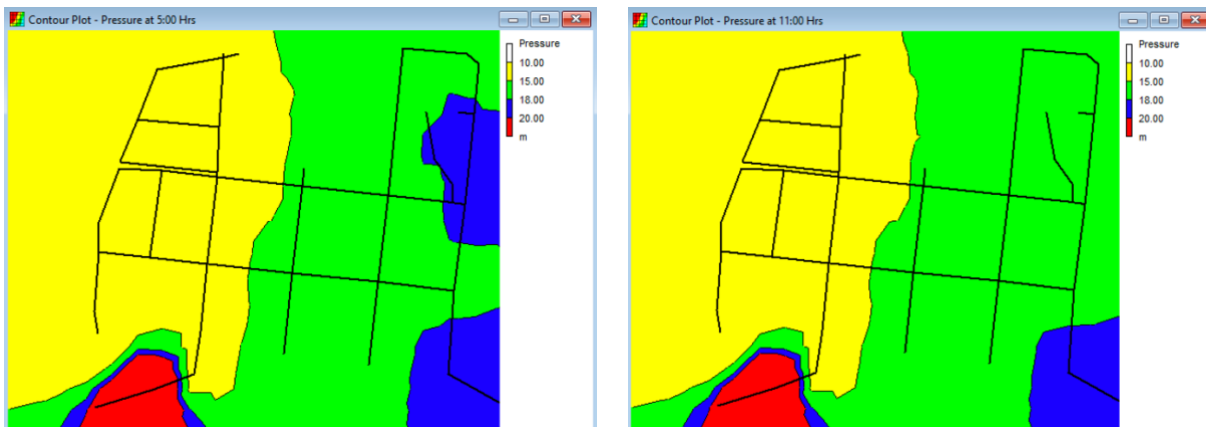 Contour Plot - Pressure at 5:00 Hrs
Pressure
10.00
15.00
18.00
20.00
m
Contour Plot - Pressure at 11:00 Hrs
Pressure
10.00
15.00
18.00
20.00
m